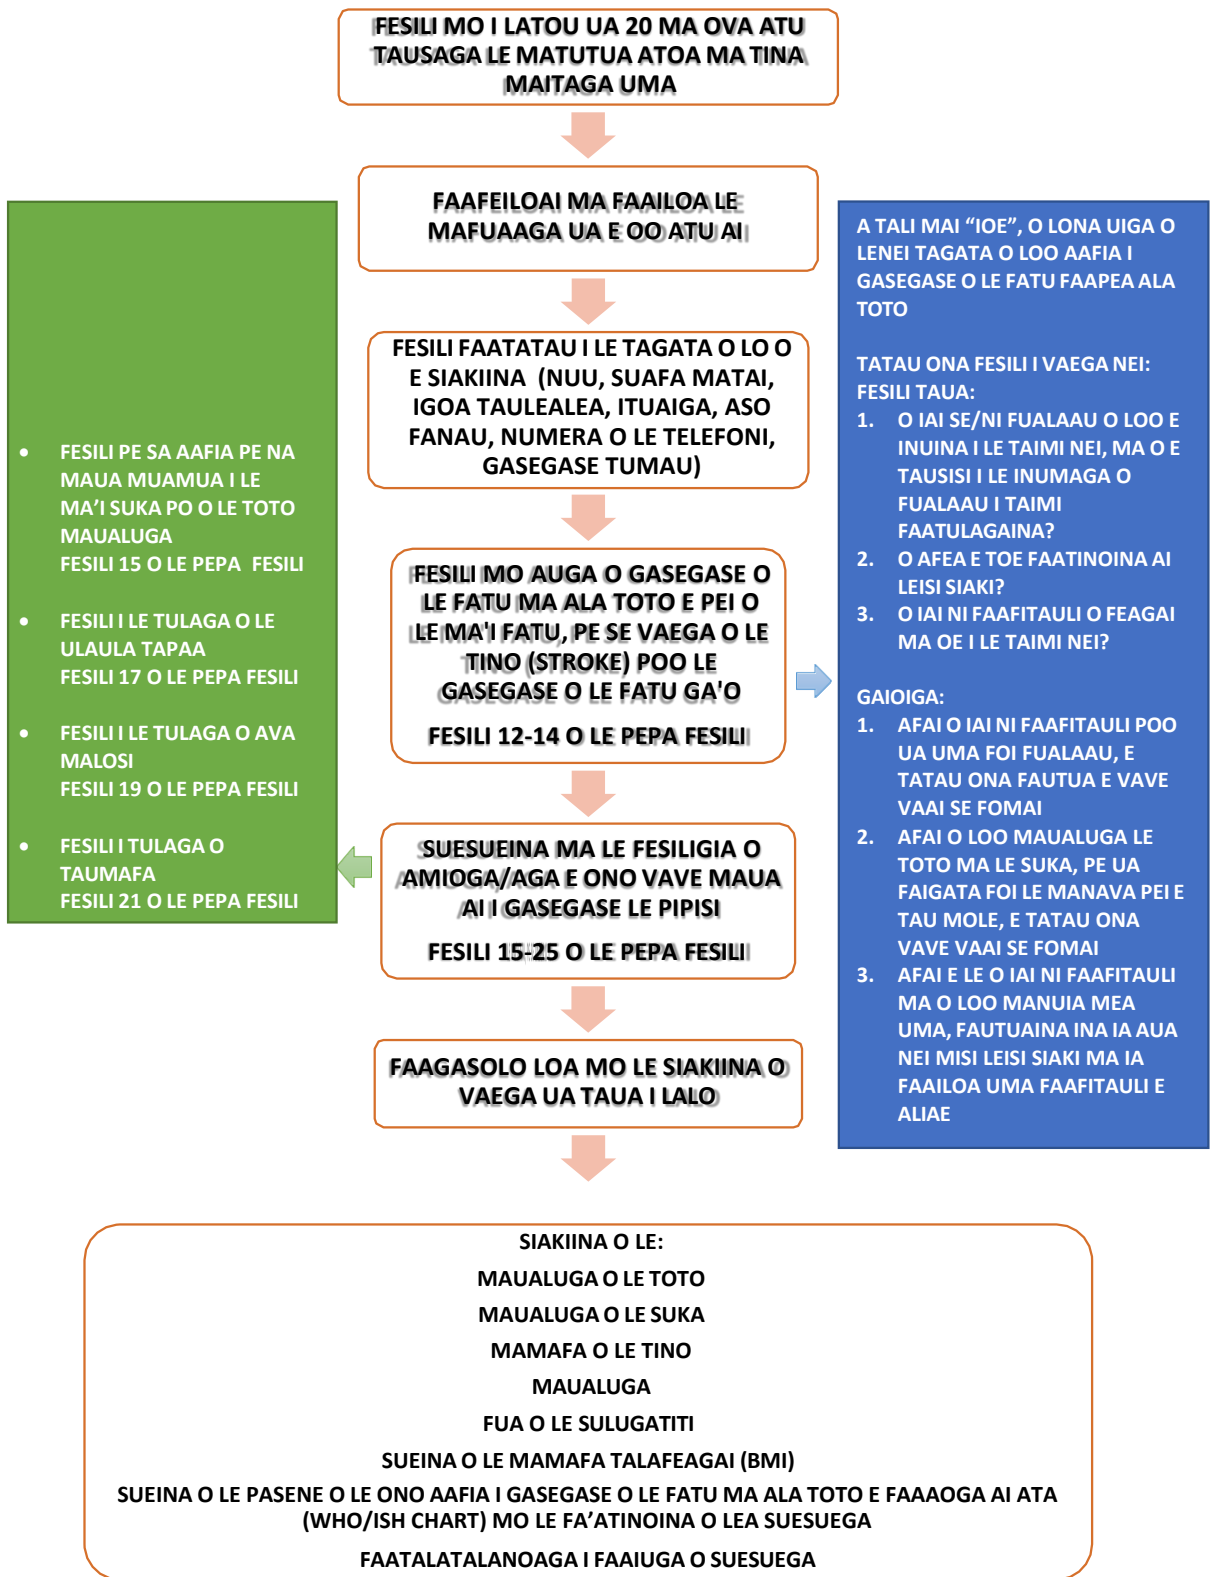 FESILI MO I LATOU UA 20 MA OVA ATU
TAUSAGA LE MATUTUA ATOA MA TINA
MAITAGA UMA
FAAFEILOAI MA FAAILOA LE
MAFUAAGA UA E OO ATU AI
FESILI FAATATAU I LE TAGATA O LO O
E SIAKIINA (NUU, SUAFA MATAI,
IGOA TAULEALEA, ITUAIGA, ASO
FANAU, NUMERA O LE TELEFONI,
GASEGASE TUMAU)
FESILI MO AUGA O GASEGASE O
LE FATU MA ALA TOTO E PEI O
LE MA'I FATU, PE SE VAEGA O LE
TINO (STROKE) POO LE
GASEGASE O LE FATU GA'O
FESILI 12-14 O LE PEPA FESILI
A TALI MAI “IOE”, O LONA UIGA O
LENEI TAGATA O LOO AAFIA I
GASEGASE O LE FATU FAAPEA ALA
TOTO
TATAU ONA FESILI I VAEGA NEI:
FESILI TAUA:
1. O IAI SE/NI FUALAAU O LOO E
INUINA I LE TAIMI NEI, MA O E
TAUSISI I LE INUMAGA O
FUALAAU I TAIMI
FAATULAGAINA?
2. O AFEA E TOE FAATINOINA AI
LEISI SIAKI?
3. O IAI NI FAAFITAULI O FEAGAI
MA OE I LE TAIMI NEI?
GAIOIGA:
1. AFAI O IAI NI FAAFITAULI POO
UA UMA FOI FUALAAU, E
TATAU ONA FAUTUA E VAVE
VAAI SE FOMAI
2. AFAI O LOO MAUALUGA LE
TOTO MA LE SUKA, PE UA
FAIGATA FOI LE MANAVA PEI E
TAU MOLE, E TATAU ONA
VAVE VAAI SE FOMAI
3. AFAI E LE O IAI NI FAAFITAULI
MA O LOO MANUIA MEA
UMA, FAUTUAINA INA IA AUA
NEI MISI LEISI SIAKI MA IA
FAAILOA UMA FAAFITAULI E
ALIAE
SUESUEINA MA LE FESILIGIA O
AMIOGA/AGA E ONO VAVE MAUA
AI I GASEGASE LE PIPISI
FESILI 15-25 O LE PEPA FESILI
• FESILI PE SA AAFIA PE NA
MAUA MUAMUA I LE
MA’I SUKA PO O LE TOTO
MAUALUGA
FESILI 15 O LE PEPA FESILI
• FESILI I LE TULAGA O LE
ULAULA TAPAA
FESILI 17 O LE PEPA FESILI
• FESILI I LE TULAGA O AVA
MALOSI
FESILI 19 O LE PEPA FESILI
• FESILI I TULAGA O
TAUMAFA
FESILI 21 O LE PEPA FESILI
FAAGASOLO LOA MO LE SIAKIINA O
VAEGA UA TAUA I LALO
SIAKIINA O LE:
MAUALUGA O LE TOTO
MAUALUGA O LE SUKA
MAMAFA O LE TINO
MAUALUGA
FUA O LE SULUGATITI
SUEINA O LE MAMAFA TALAFEAGAI (BMI)
SUEINA O LE PASENE O LE ONO AAFIA I GASEGASE O LE FATU MA ALA TOTO E FAAAOGA AI ATA
(WHO/ISH CHART) MO LE FA’ATINOINA O LEA SUESUEGA
FAATALATALANOAGA I FAAIUGA O SUESUEGA